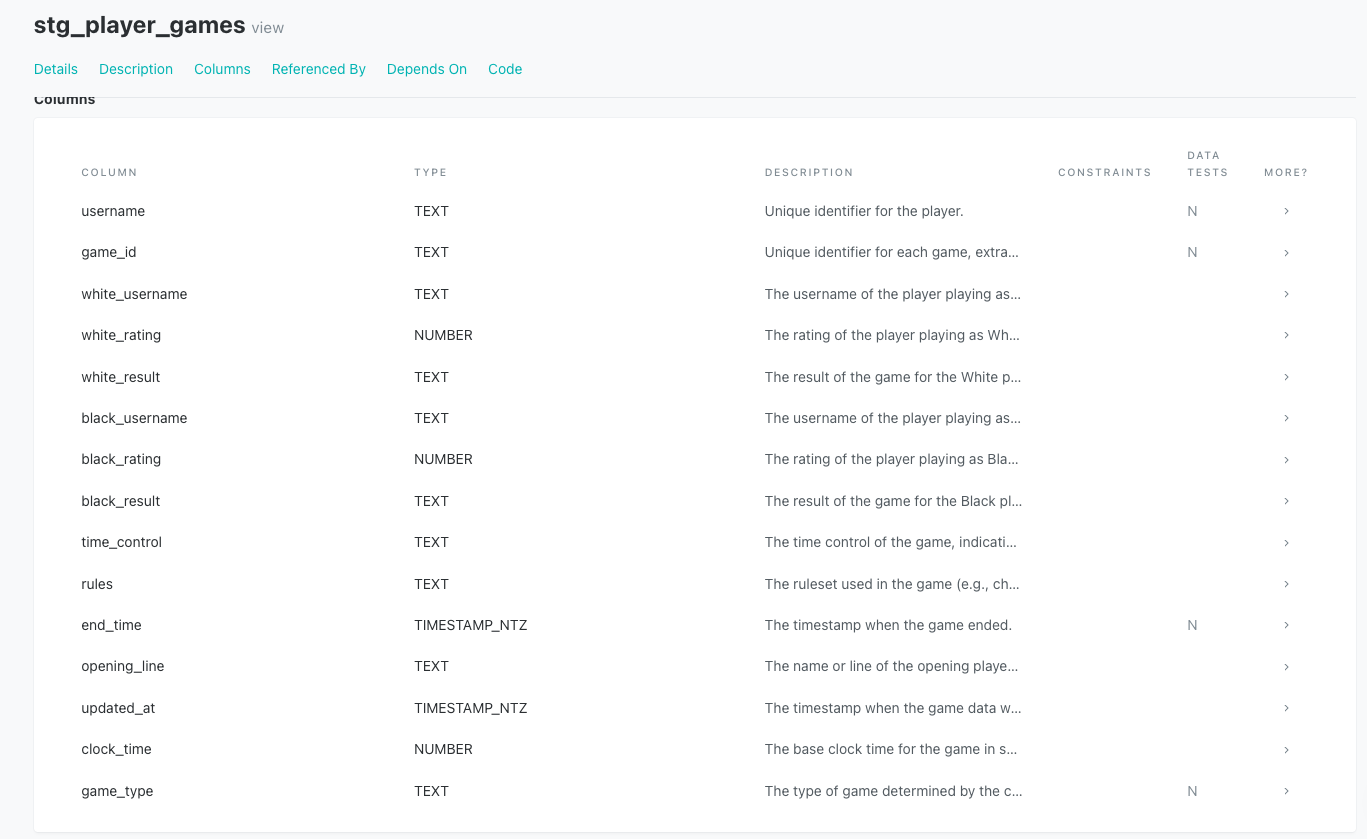 stg_player_games view
Details Description Columns Referenced By Depends On Code
Columns
COLUMN TYPE DESCRIPTION CONSTRAINTS DATA TESTS MORE?
username TEXT Unique identifier for the player. N
game_id TEXT Unique identifier for each game, extra... N
white_username TEXT The username of the player playing as...
white_rating NUMBER The rating of the player playing as Wh...
white_result TEXT The result of the game for the White p...
black_username TEXT The username of the player playing as...
black_rating NUMBER The rating of the player playing as Bla...
black_result TEXT The result of the game for the Black pl...
time_control TEXT The time control of the game, indicati...
rules TEXT The ruleset used in the game (e.g., ch...
end_time TIMESTAMP_NTZ The timestamp when the game ended. N
opening_line TEXT The name or line of the opening playe...
updated_at TIMESTAMP_NTZ The timestamp when the game data w...
clock_time NUMBER The base clock time for the game in s...
game_type TEXT The type of game determined by the c... N